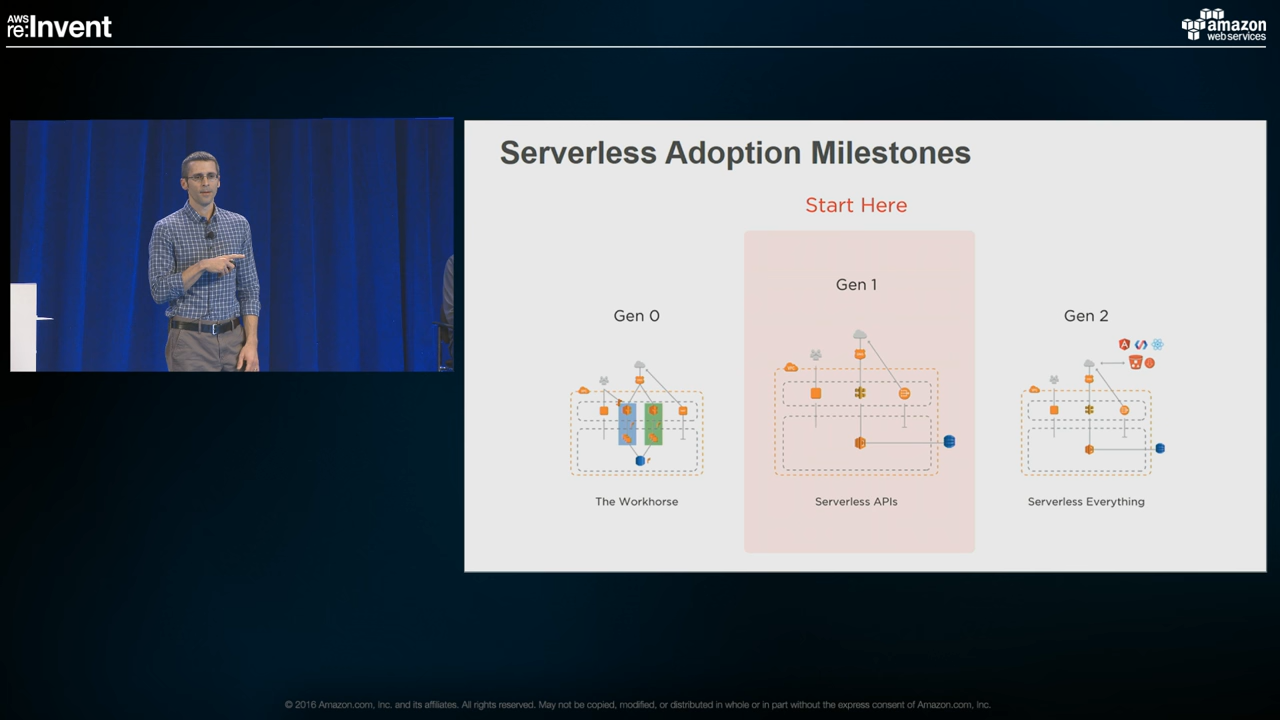 AWS
re:Invent
amazon
web services
Serverless Adoption Milestones
Start Here
Gen 0
Gen 1
Gen 2
The Workhorse
Serverless APIs
Serverless Everything
© 2016 Amazon.com, Inc. and its affiliates. All rights reserved. May not be copied, modified, or distributed in whole or in part without the express consent of Amazon.com, Inc.